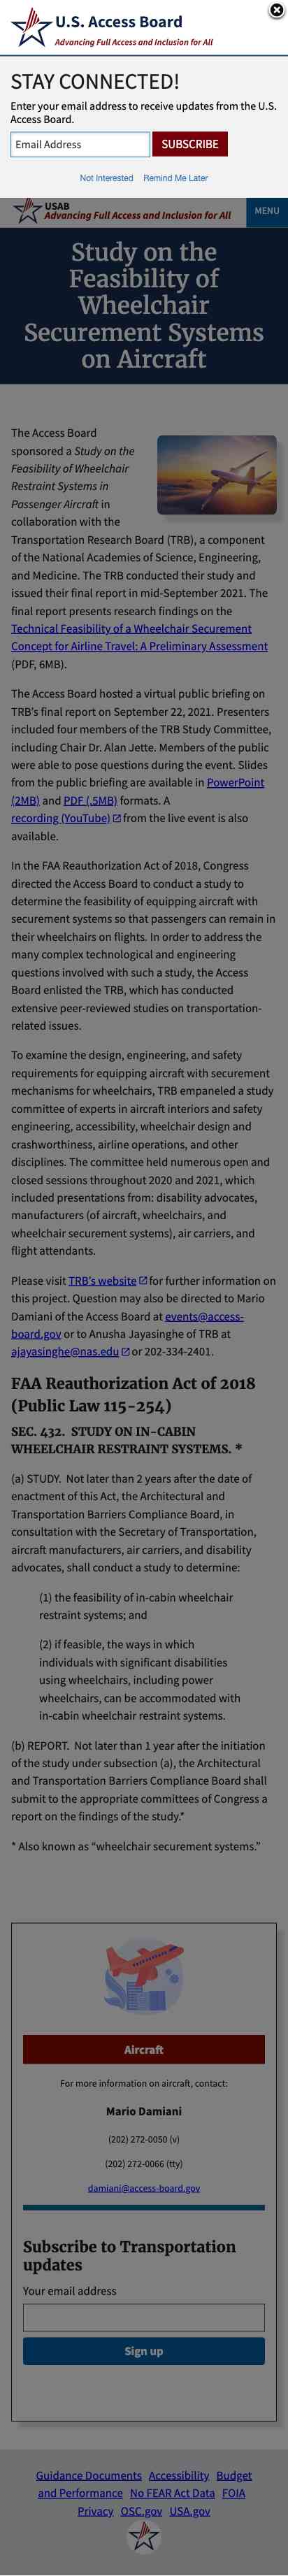 U.S. Access Board
Advancing Full Access and Inclusion for All
STAY CONNECTED!
Enter your email address to receive updates from the U.S.
Access Board.
Email Address
SUBSCRIBE
Not Interested Remind Me Later
USAB
Advancing Full Access and Inclusion for All
MENU
Study on the
Feasibility of
Wheelchair
Securement Systems
on Aircraft
The Access Board
sponsored a Study on the
Feasibility of Wheelchair
Restraint Systems in
Passenger Aircraft in
collaboration with the
Transportation Research Board (TRB), a component
of the National Academies of Science, Engineering,
and Medicine. The TRB conducted their study and
issued their final report in mid-September 2021. The
final report presents research findings on the
Technical Feasibility of a Wheelchair Securement
Concept for Airline Travel: A Preliminary Assessment
(PDF, 6MB).
The Access Board hosted a virtual public briefing on
TRB's final report on September 22, 2021. Presenters
included four members of the TRB Study Committee,
including Chair Dr. Alan Jette. Members of the public
were able to pose questions during the event. Slides
from the public briefing are available in PowerPoint
(2MB) and PDF (.5MB) formats. A
recording (YouTube) from the live event is also
available.
In the FAA Reauthorization Act of 2018, Congress
directed the Access Board to conduct a study to
determine the feasibility of equipping aircraft with
securement systems so that passengers can remain in
their wheelchairs on flights. In order to address the
many complex technological and engineering
questions involved with such a study, the Access
Board enlisted the TRB, which has conducted
extensive peer-reviewed studies on transportation-
related issues.
To examine the design, engineering, and safety
requirements for equipping aircraft with securement
mechanisms for wheelchairs, TRB empaneled a study
committee of experts in aircraft interiors and safety
engineering, accessibility, wheelchair design and
crashworthiness, airline operations, and other
disciplines. The committee held numerous open and
closed sessions throughout 2020 and 2021, which
included presentations from: disability advocates,
manufacturers (of aircraft, wheelchairs, and
wheelchair securement systems), air carriers, and
flight attendants.
Please visit TRB's website for further information on
this project. Question may also be directed to Mario
Damiani of the Access Board at events@access-
board.gov or to Anusha Jayasinghe of TRB at
ajayasinghe@nas.edu or 202-334-2401.
FAA Reauthorization Act of 2018
(Public Law 115-254)
SEC. 432. STUDY ON IN-CABIN
WHEELCHAIR RESTRAINT SYSTEMS. *
(a) STUDY. Not later than 2 years after the date of
enactment of this Act, the Architectural and
Transportation Barriers Compliance Board, in
consultation with the Secretary of Transportation,
aircraft manufacturers, air carriers, and disability
advocates, shall conduct a study to determine:
(1) the feasibility of in-cabin wheelchair
restraint systems; and
(2) if feasible, the ways in which
individuals with significant disabilities
using wheelchairs, including power
wheelchairs, can be accommodated with
in-cabin wheelchair restraint systems.
(b) REPORT. Not later than 1 year after the initiation
of the study under subsection (a), the Architectural
and Transportation Barriers Compliance Board shall
submit to the appropriate committees of Congress a
report on the findings of the study.*
* Also known as “wheelchair securement systems.”
Aircraft
For more information on aircraft, contact:
Mario Damiani
(202) 272-0050 (v)
(202) 272-0066 (tty)
damiani@access-board.gov
Subscribe to Transportation
updates
Your email address
Sign up
Guidance Documents Accessibility Budget
and Performance No FEAR Act Data FOIA
Privacy OSC.gov USA.gov